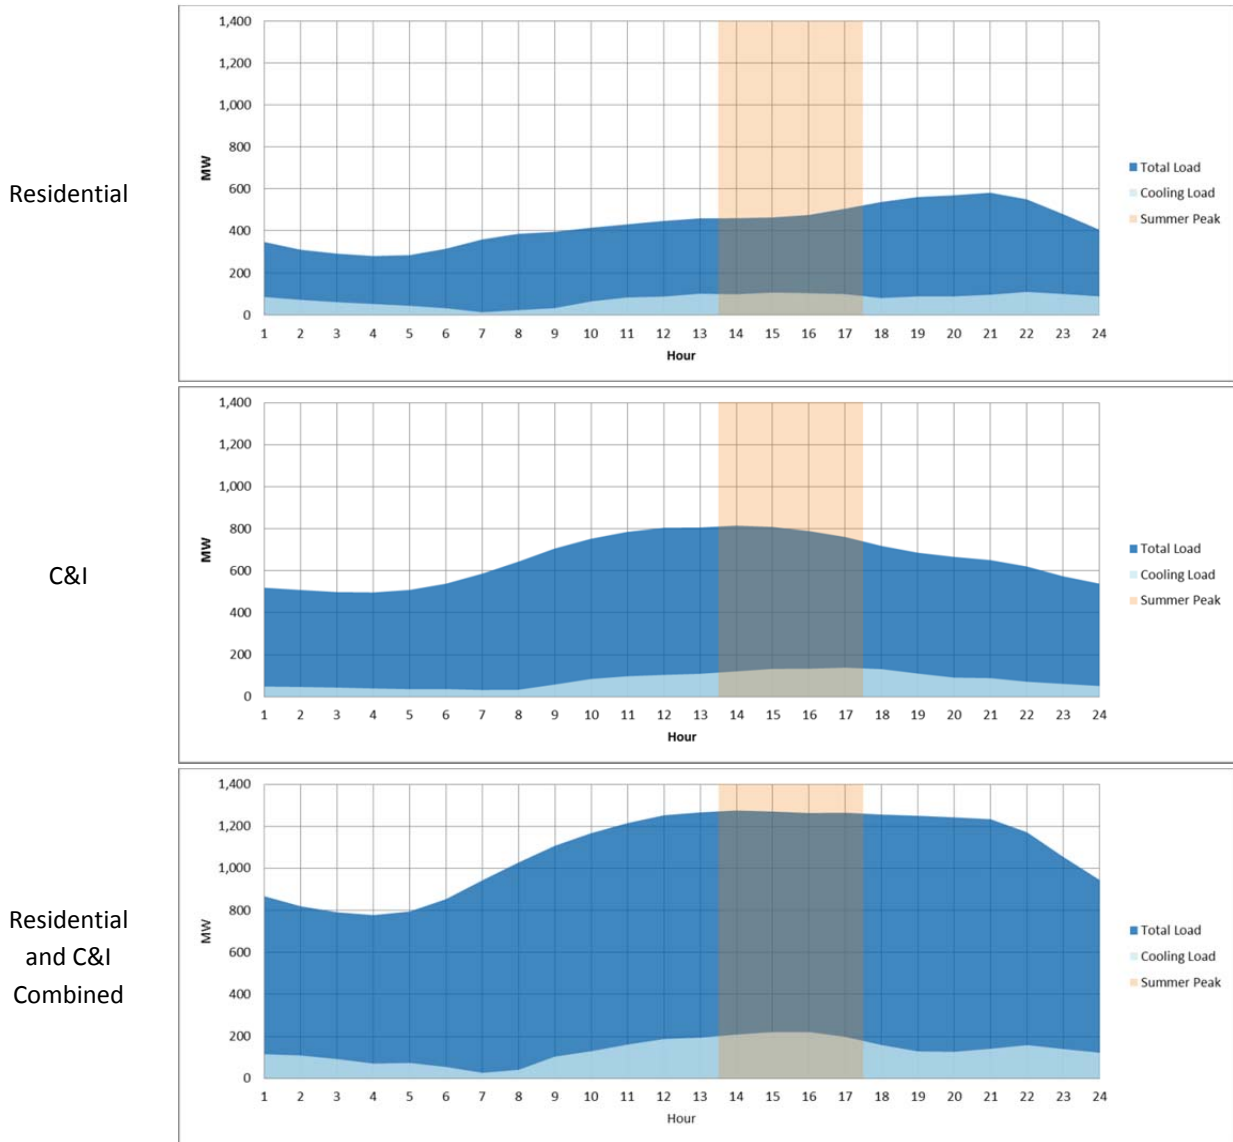 Residential
1,400
1,200
1,000
800
600
400
200
0
MW
1 2 3 4 5 6 7 8 9 10 11 12 13 14 15 16 17 18 19 20 21 22 23 24
Hour
Total Load
Cooling Load
Summer Peak
C&I
1,400
1,200
1,000
800
600
400
200
0
MW
1 2 3 4 5 6 7 8 9 10 11 12 13 14 15 16 17 18 19 20 21 22 23 24
Hour
Total Load
Cooling Load
Summer Peak
Residential
and C&I
Combined
1,400
1,200
1,000
800
600
400
200
0
MW
1 2 3 4 5 6 7 8 9 10 11 12 13 14 15 16 17 18 19 20 21 22 23 24
Hour
Total Load
Cooling Load
Summer Peak